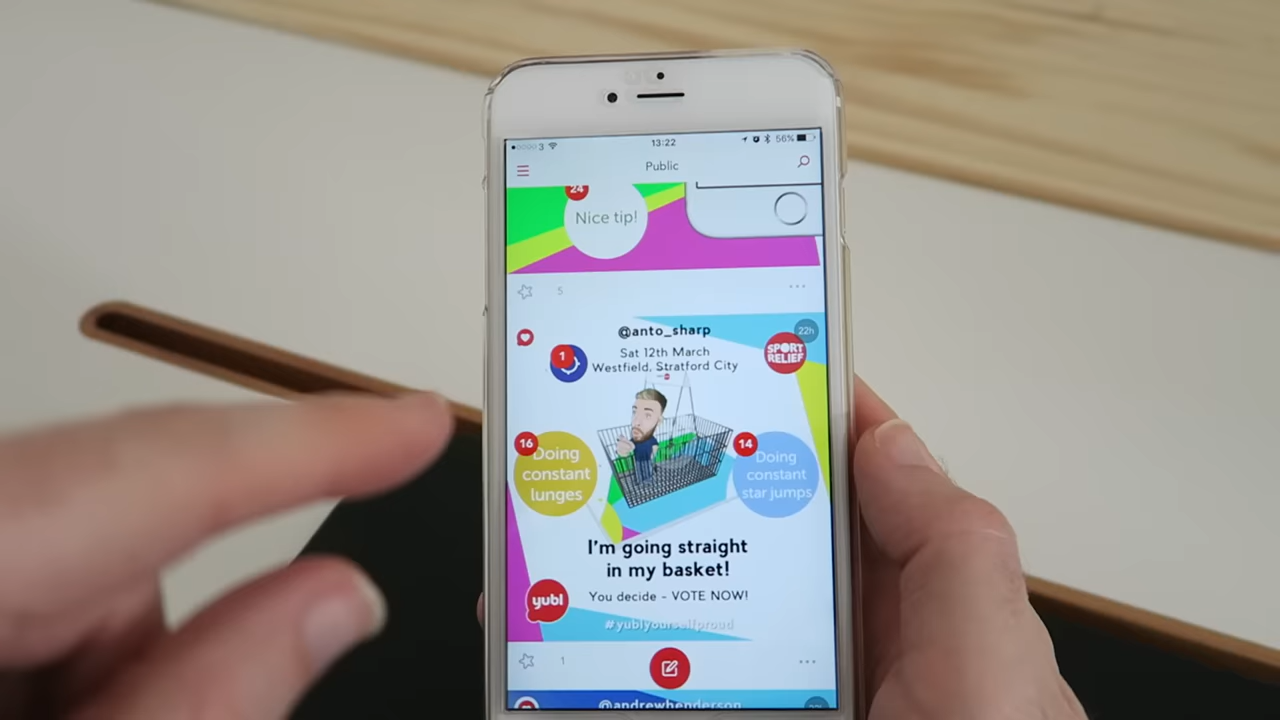 3
13:22
56%
Public
24
Nice tip!
5
@anto_sharp
22h
Sat 12th March
Westfield, Stratford City
1
SPORT
RELIEF
16
Doing
constant
lunges
14
Doing
constant
star jumps
I'm going straight
in my basket!
You decide - VOTE NOW!
yubl
#yublyourselfproud
1
@andrewhenderson